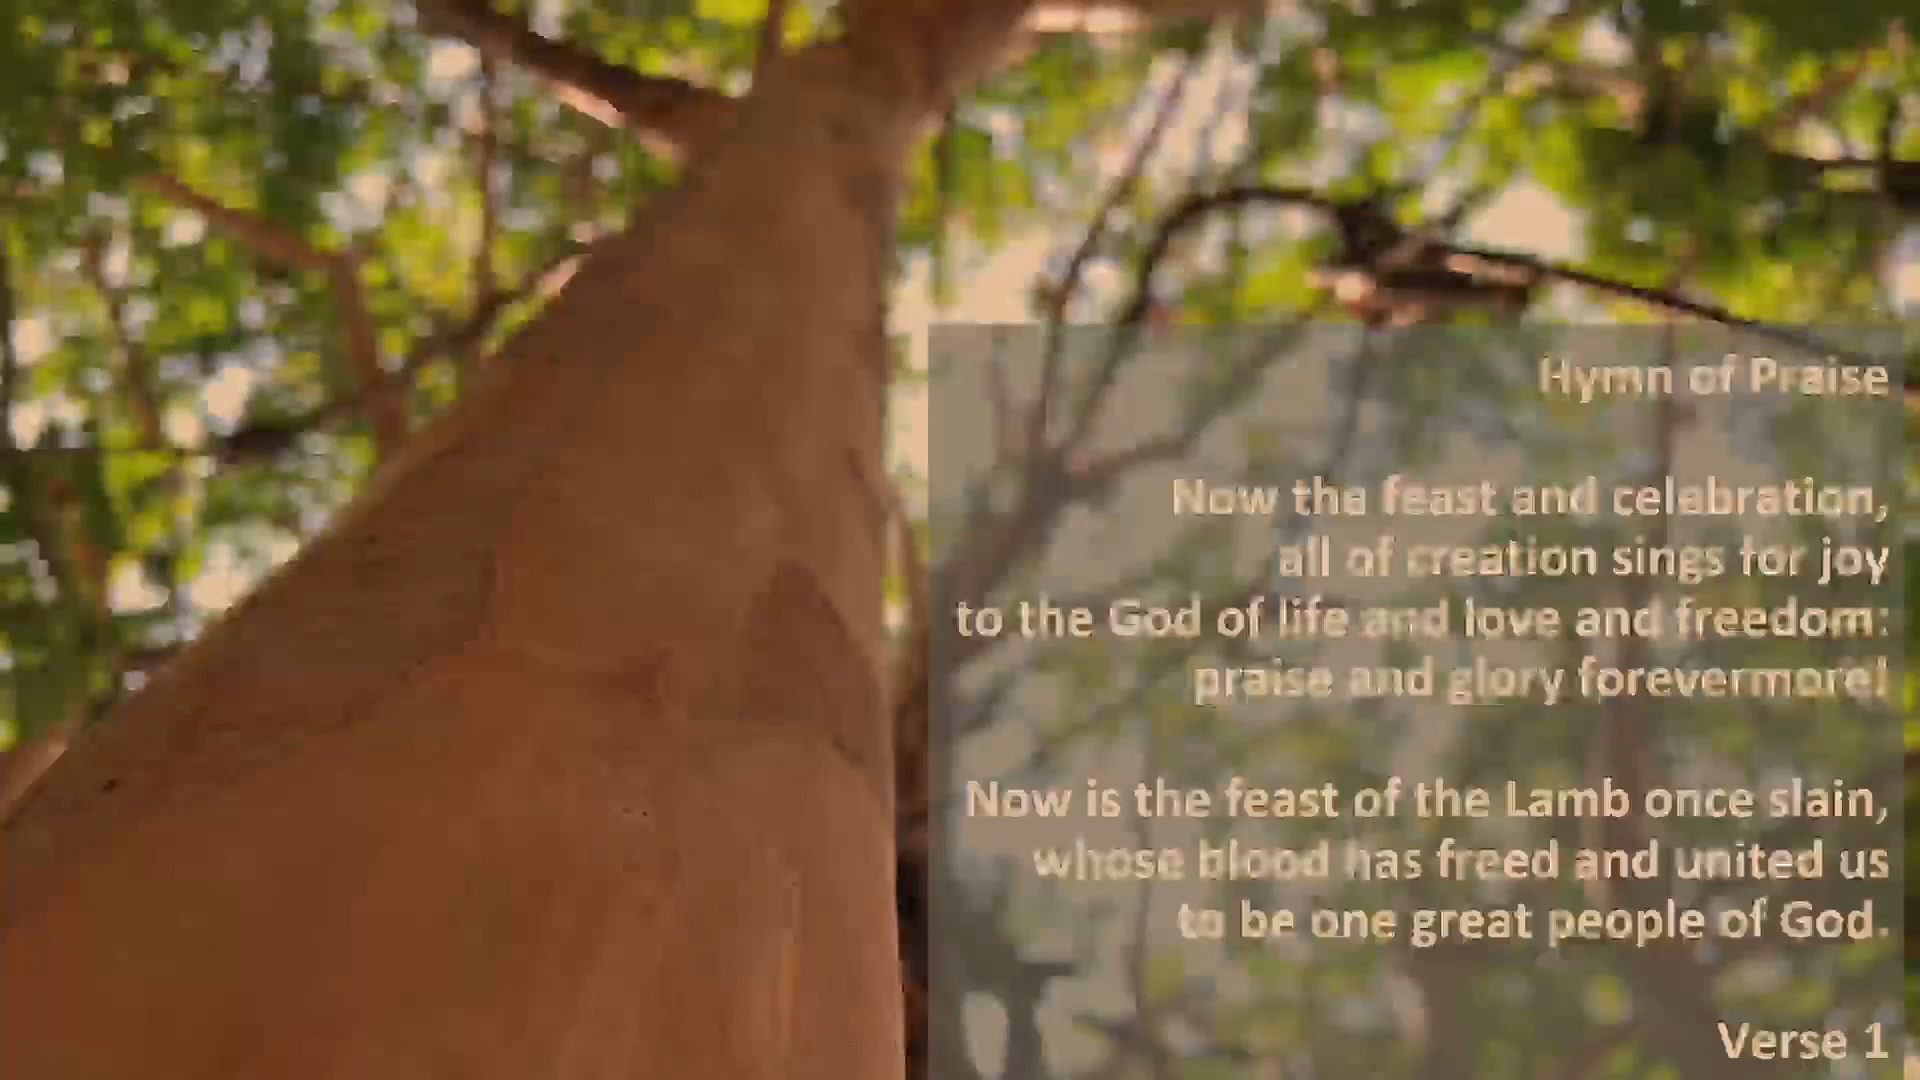 Hymn of Praise
Now the feast and celebration,
all of creation sings for joy
to the God of life and love and freedom:
praise and glory forevermore!
Now is the feast of the Lamb once slain,
whose blood has freed and united us
to be one great people of God.
Verse 1